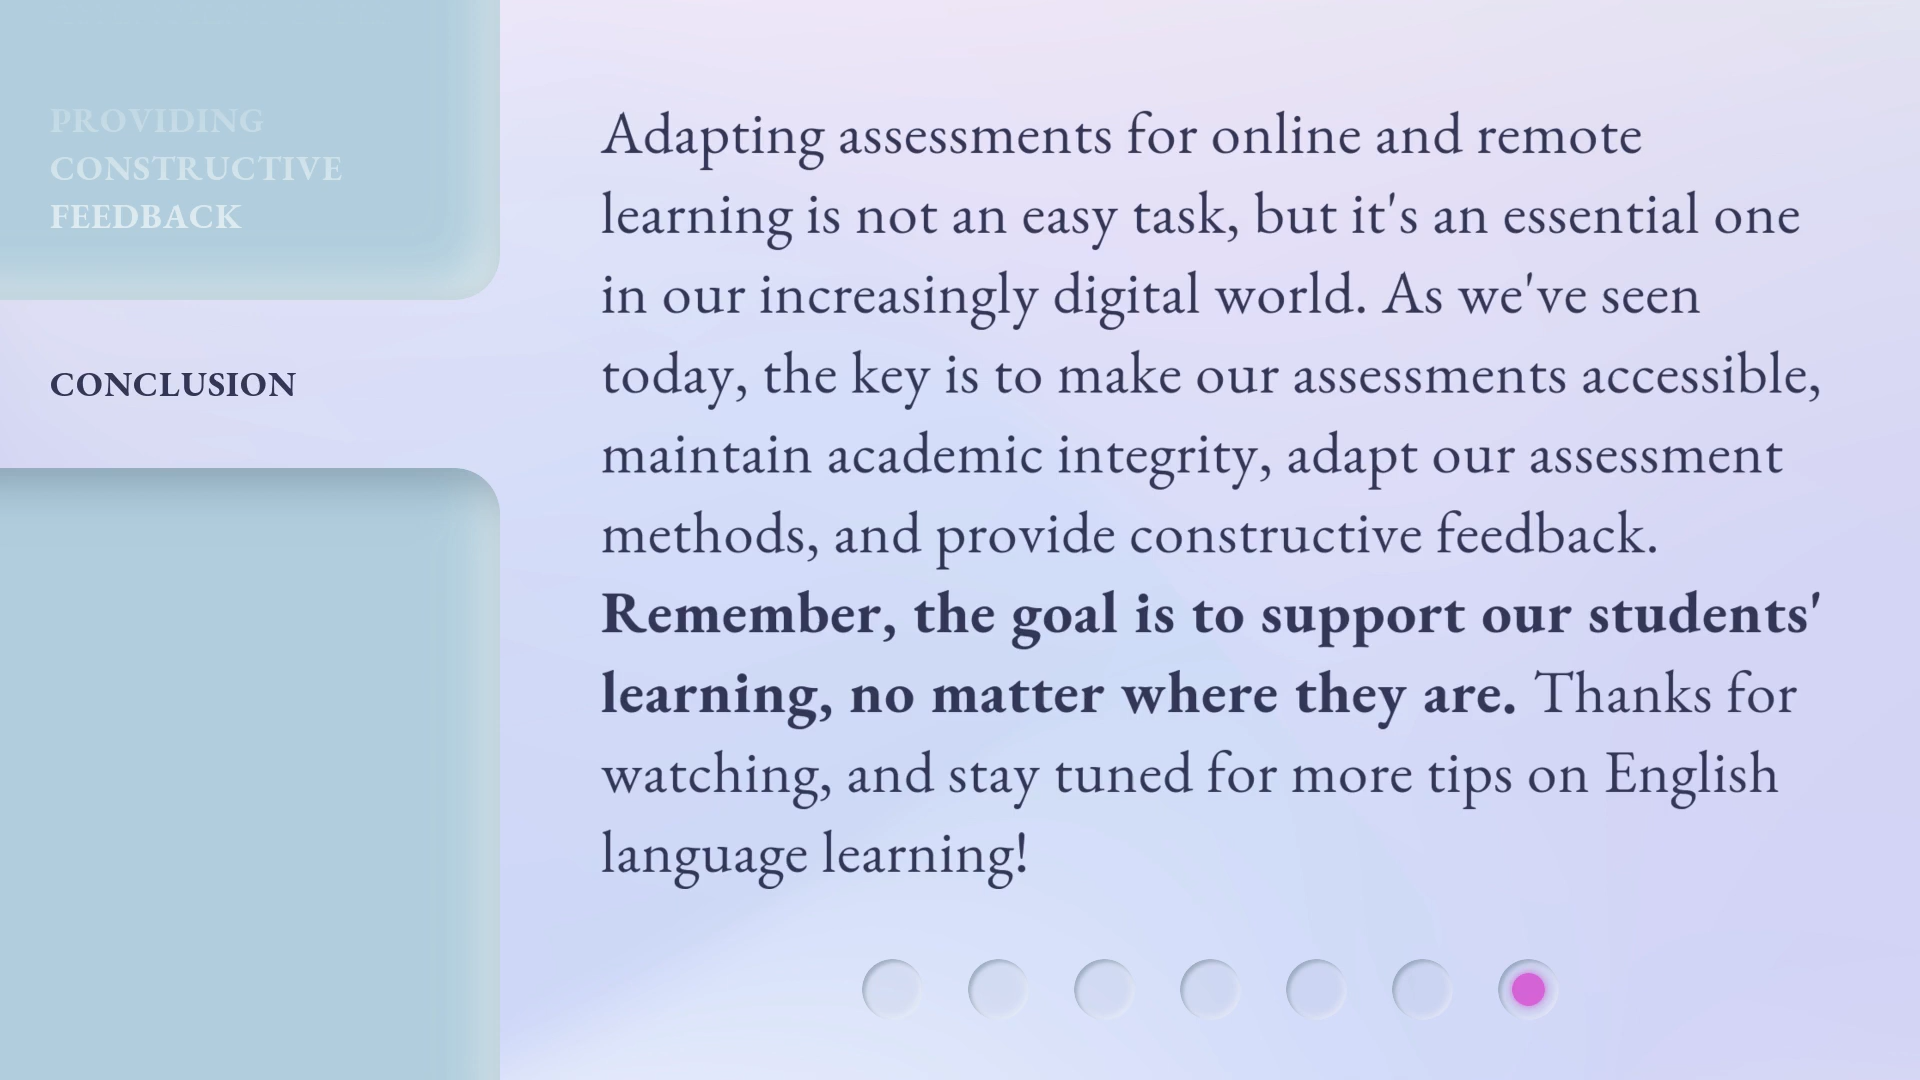 PROVIDING
CONSTRUCTIVE
FEEDBACK
CONCLUSION
Adapting assessments for online and remote
learning is not an easy task, but it's an essential one
in our increasingly digital world. As we've seen
today, the key is to make our assessments accessible,
maintain academic integrity, adapt our assessment
methods, and provide constructive feedback.
Remember, the goal is to support our students'
learning, no matter where they are. Thanks for
watching, and stay tuned for more tips on English
language learning!